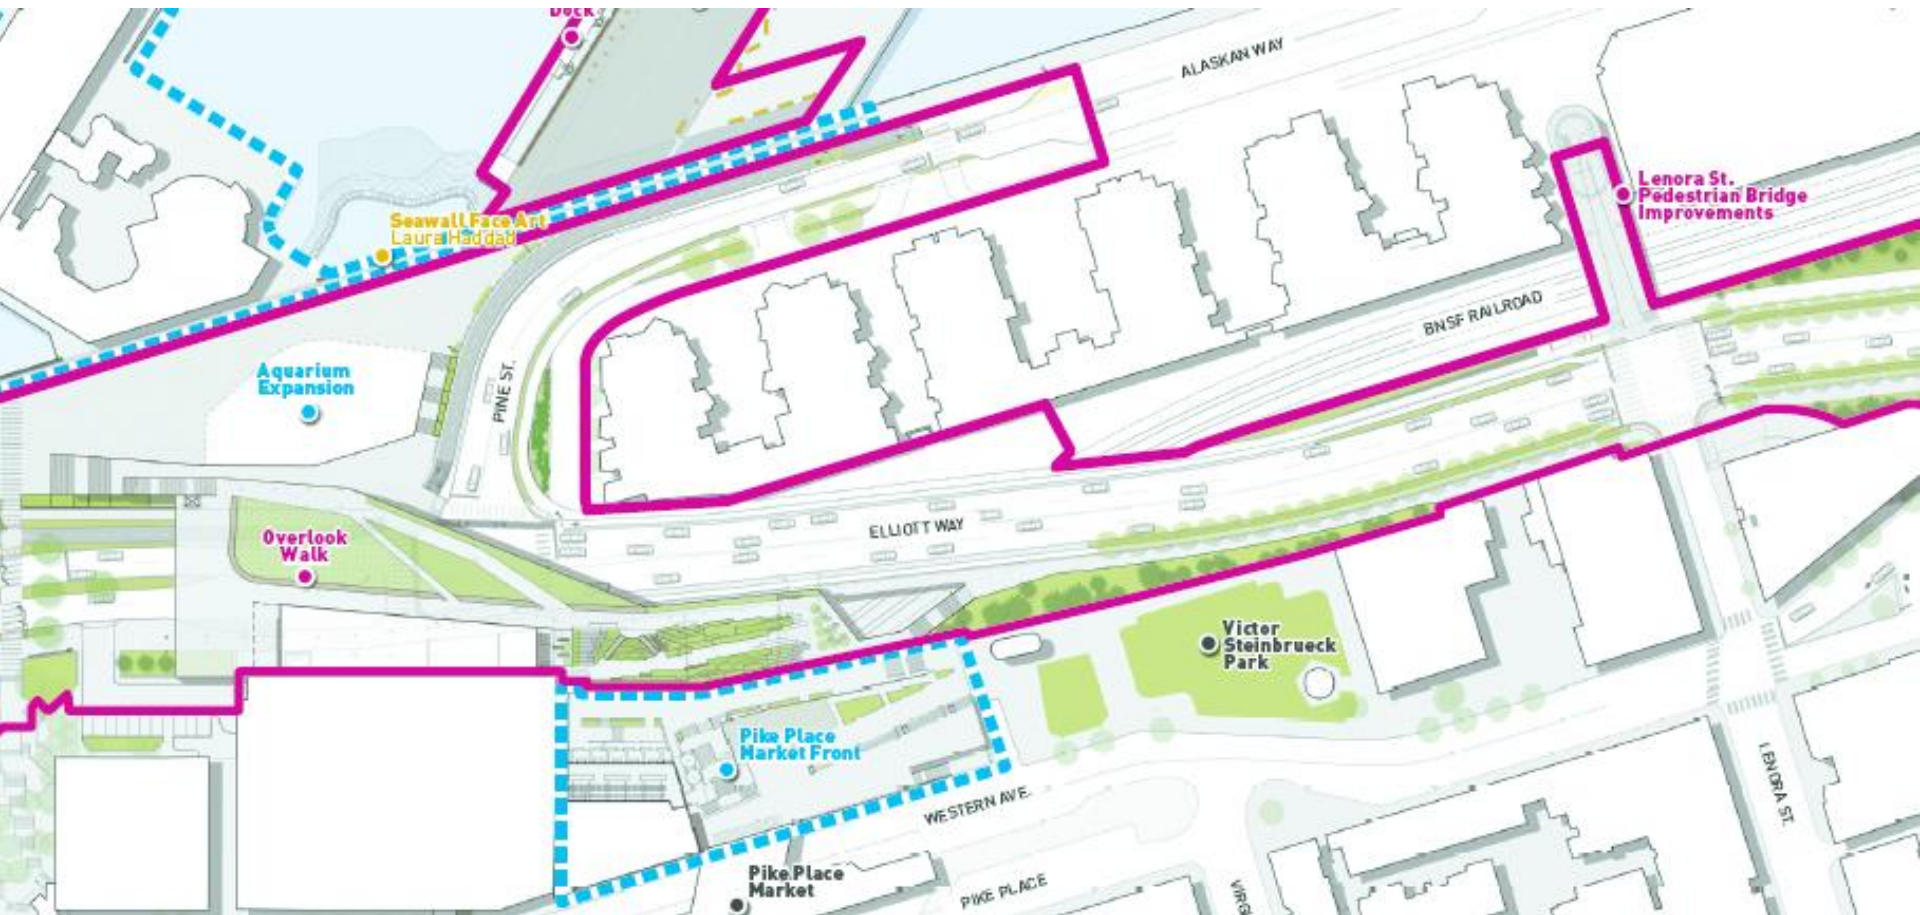 Dock
ALASKAN WAY
Lenora St.
Pedestrian Bridge
Improvements
Seawall Face Art
Laura Haddad
BNSF RAILROAD
Aquarium
Expansion
PINE ST.
ELLIOTT WAY
Overlook
Walk
Victor
Steinbrueck
Park
Pike Place
Market Front
WESTERN AVE.
LENORA ST.
Pike Place
Market
PIKE PLACE
VIRG